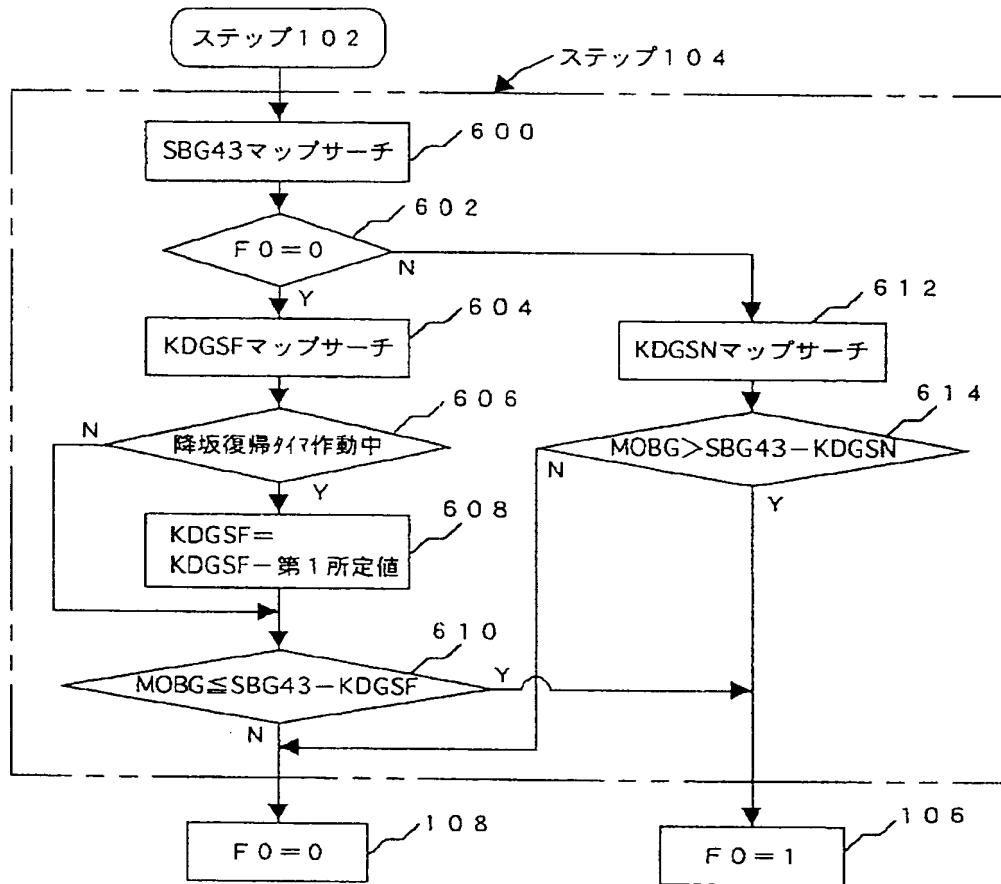 ステップ102
ステップ104
SBG43マップサーチ
600
F0=0
602
N
Y
KDGSFマップサーチ
604
KDGSNマップサーチ
612
降坂復帰タイマ作動中
606
N
Y
MOBG>SBG43-KDGSN
614
N
Y
KDGSF=
KDGSF-第1所定値
608
MOBG≦SBG43-KDGSF
610
Y
N
F0=0
108
F0=1
106